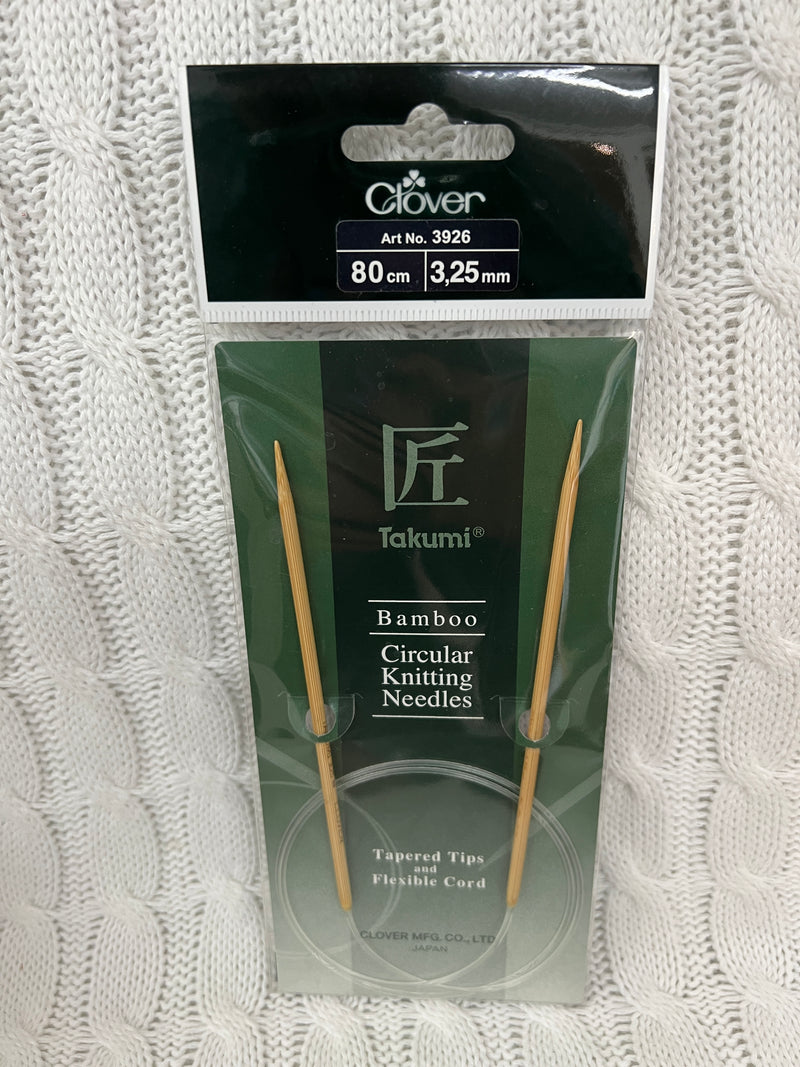 Clover
Art No. 3926
80 cm 3,25 mm
匠
Takumi®
Bamboo
Circular
Knitting
Needles
Tapered Tips
and
Flexible Cord
CLOVER MFG. CO., LTD
JAPAN